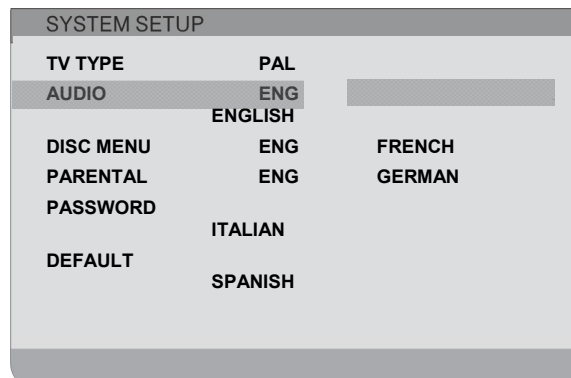 SYSTEM SETUP
TV TYPE PAL
AUDIO ENG
ENGLISH
DISC MENU ENG FRENCH
PARENTAL ENG GERMAN
PASSWORD
ITALIAN
DEFAULT
SPANISH